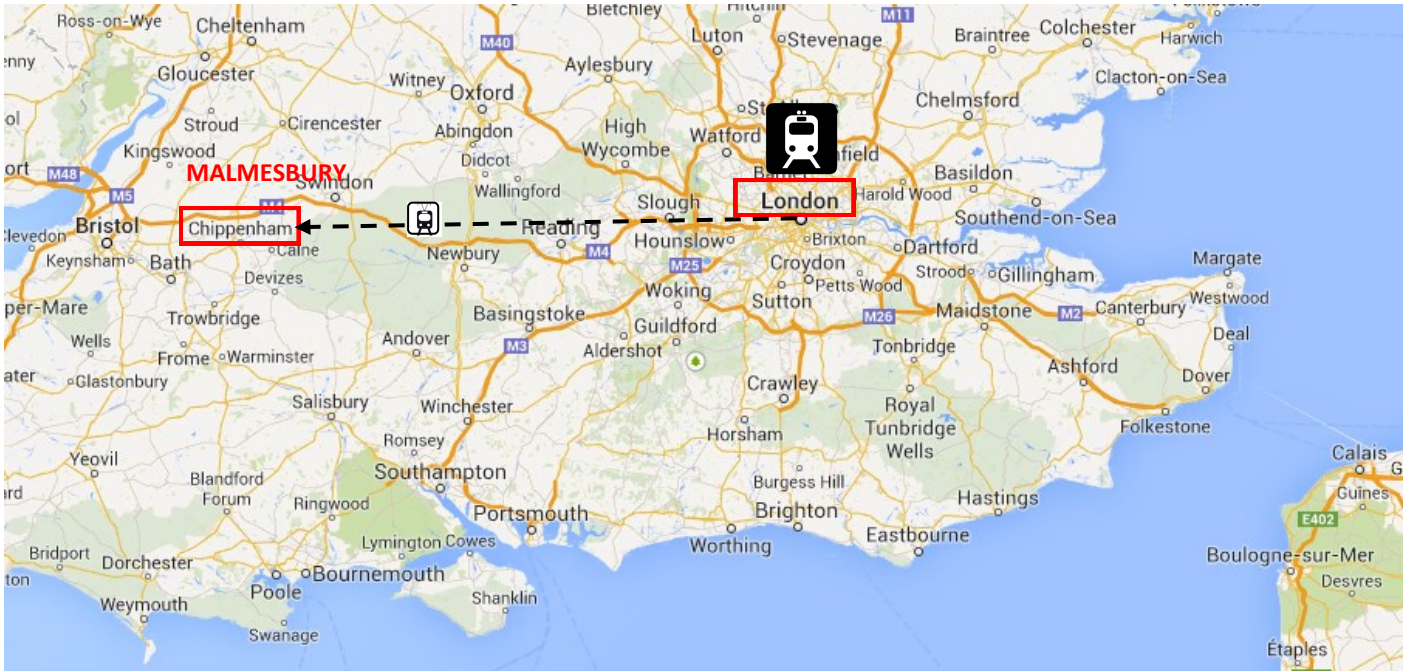 Bletchley
Hitchin
M11
Ross-on-Wye
Cheltenham
M40
Luton
Stevenage
Braintree
Colchester
Harwich
Gloucester
Witney
Oxford
Aylesbury
Clacton-on-Sea
Stroud
Cirencester
Abingdon
High
Wycombe
Watford
Chelmsford
Kingswood
Didcot
M48
MALMESBURY
Swindon
Wallingford
Slough
London
Harold Wood
Basildon
M5
M4
Bristol
Chippenham
Reading
Hounslow
Brixton
Dartford
Southend-on-Sea
Clevedon
Keynsham
Bath
Calne
Newbury
M4
M25
Croydon
Petts Wood
Strood
Gillingham
Margate
Devizes
Woking
Sutton
Westwood
per-Mare
Trowbridge
Basingstoke
Guildford
M26
Maidstone
M2
Canterbury
Wells
Frome
Warminster
Andover
M3
Aldershot
Tonbridge
Ashford
Deal
Dover
Glastonbury
Crawley
Salisbury
Winchester
Horsham
Royal
Tunbridge
Wells
Folkestone
Romsey
Yeovil
Blandford
Forum
Ringwood
Southampton
Burgess Hill
Hastings
Calais
Guines
Portsmouth
Brighton
E402
Lymington
Cowes
Worthing
Eastbourne
Bridport
Dorchester
Poole
Bournemouth
Boulogne-sur-Mer
Desvres
Weymouth
Shanklin
Swanage
Étaples